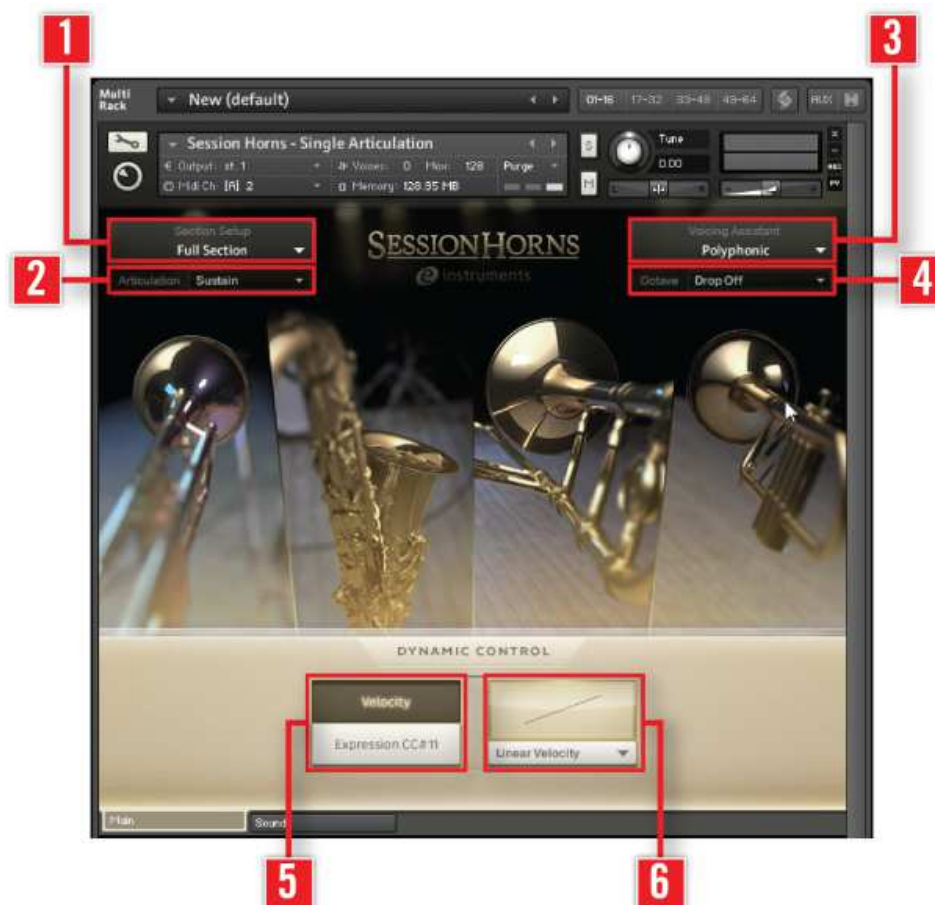 1
3
Multi Rack
New (default)
01-16 17-32 33-48 49-64
AUX
Session Horns - Single Articulation
S
Tune
Output: st. 1
Voices: 0 Max: 128 Purge
0.00
Midi Ch: [A] 2
Memory: 128.95 MB
M
L R
AUX
PV
Section Setup
Full Section
SESSIONHORNS
Voicing Assistant
Polyphonic
2
Articulation Sustain
e instruments
Octave Drop Off
4
DYNAMIC CONTROL
Velocity
Expression CC#11
Linear Velocity
Main
Sound
5
6